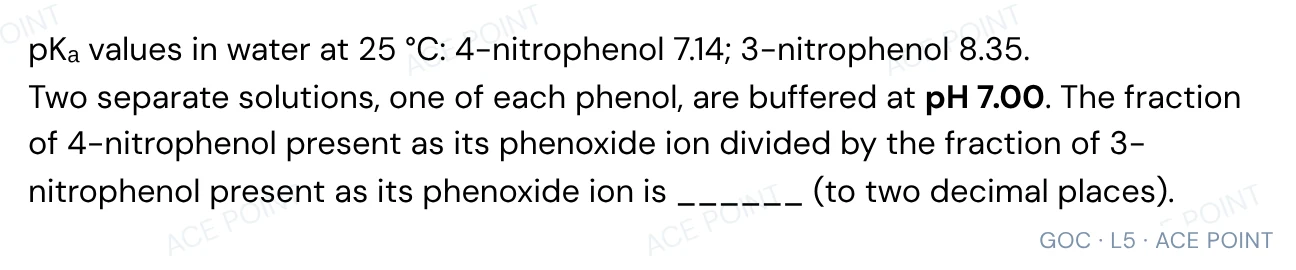 pKₐ values in water at 25 °C: 4-nitrophenol 7.14; 3-nitrophenol 8.35.
Two separate solutions, one of each phenol, are buffered at pH 7.00. The fraction
of 4-nitrophenol present as its phenoxide ion divided by the fraction of 3-
nitrophenol present as its phenoxide ion is ______ (to two decimal places).
GOC · L5 · ACE POINT